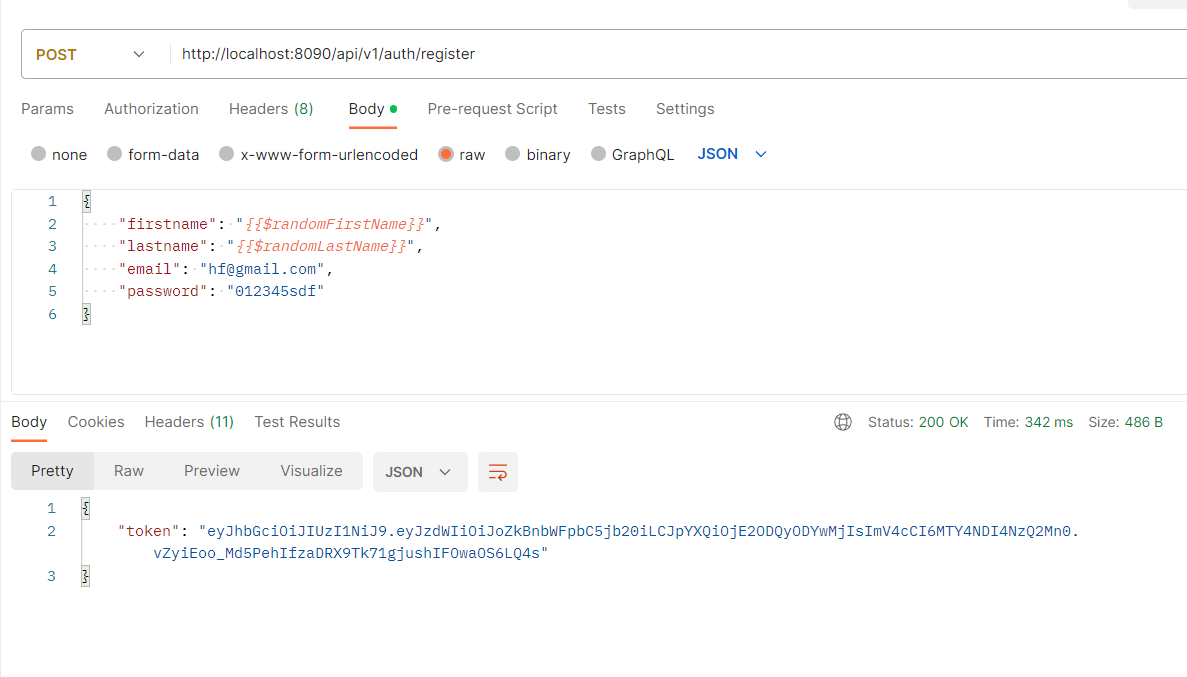 POST http://localhost:8090/api/v1/auth/register
Params Authorization Headers (8) Body Pre-request Script Tests Settings
none form-data x-www-form-urlencoded raw binary GraphQL JSON
1 {
2 "firstname": "{{$randomFirstName}}",
3 "lastname": "{{$randomLastName}}",
4 "email": "hf@gmail.com",
5 "password": "012345sdf"
6 }
Body Cookies Headers (11) Test Results Status: 200 OK Time: 342 ms Size: 486 B
Pretty Raw Preview Visualize JSON
1 {
2 "token": "eyJhbGciOiJIUzI1NiJ9.eyJzdWIiOiJoZkBnbWFpbC5jb20iLCJpYXQiOjE2ODQyODYwMjIsImV4cCI6MTY4NDI4NzQ2Mn0.
vZyiEoo_Md5PehIfzaDRX9Tk71gjushIFOwaOS6LQ4s"
3 }